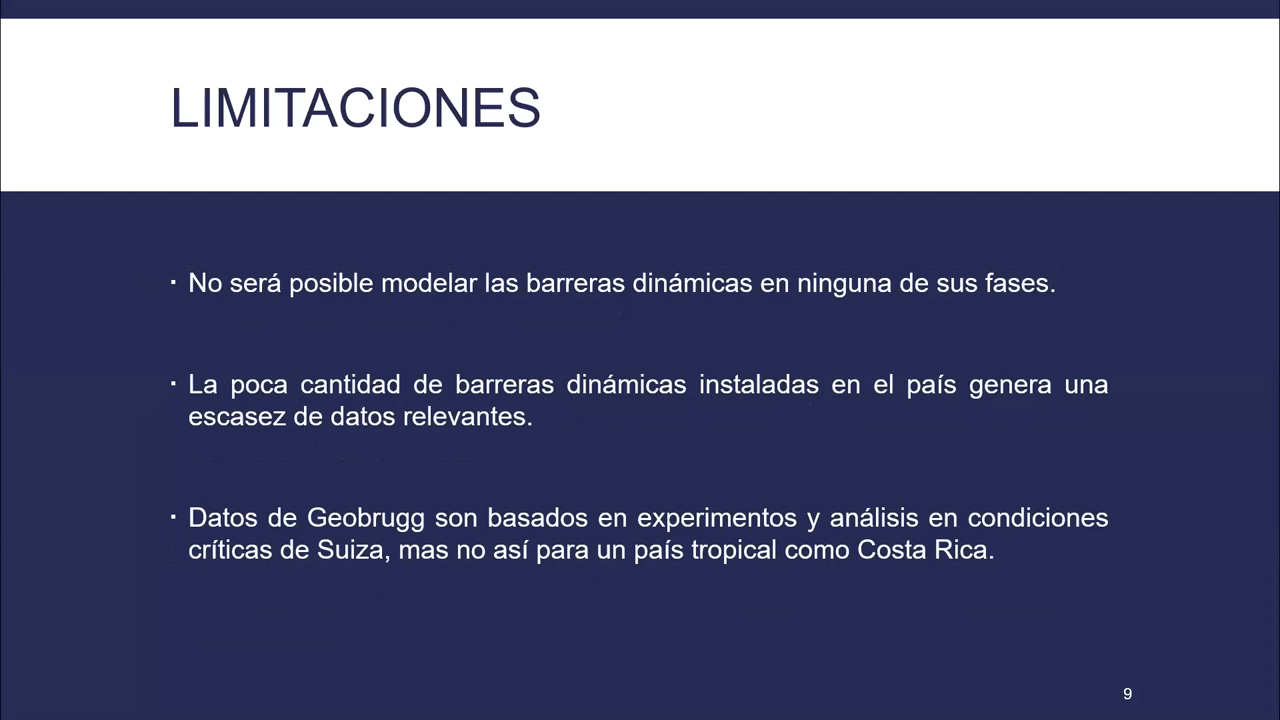 LIMITACIONES
▪ No será posible modelar las barreras dinámicas en ninguna de sus fases.
▪ La poca cantidad de barreras dinámicas instaladas en el país genera una
escasez de datos relevantes.
▪ Datos de Geobrugg son basados en experimentos y análisis en condiciones
críticas de Suiza, mas no así para un país tropical como Costa Rica.
9